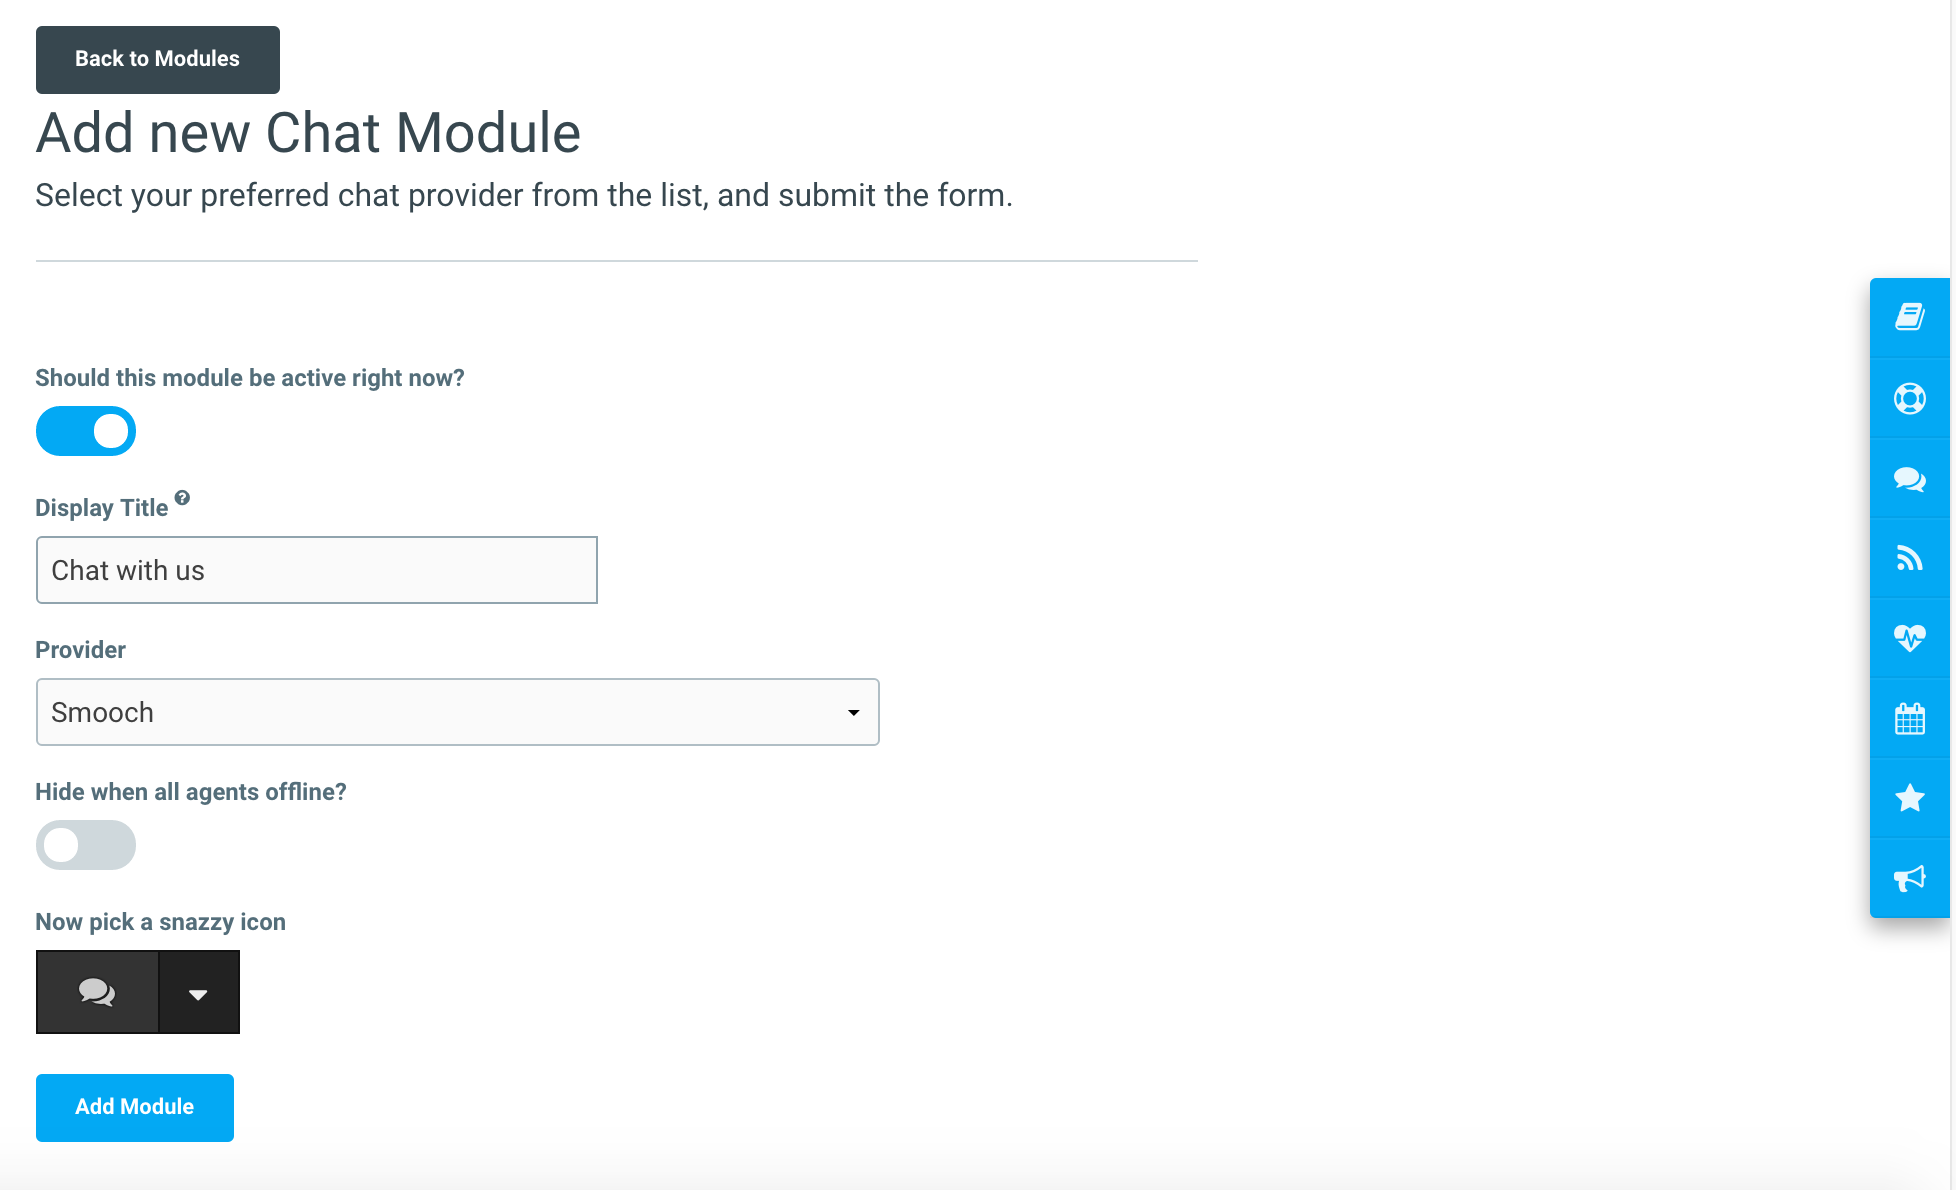 Back to Modules
Add new Chat Module
Select your preferred chat provider from the list, and submit the form.
Should this module be active right now?
Display Title ?
Chat with us
Provider
Smooch
Hide when all agents offline?
Now pick a snazzy icon
Add Module